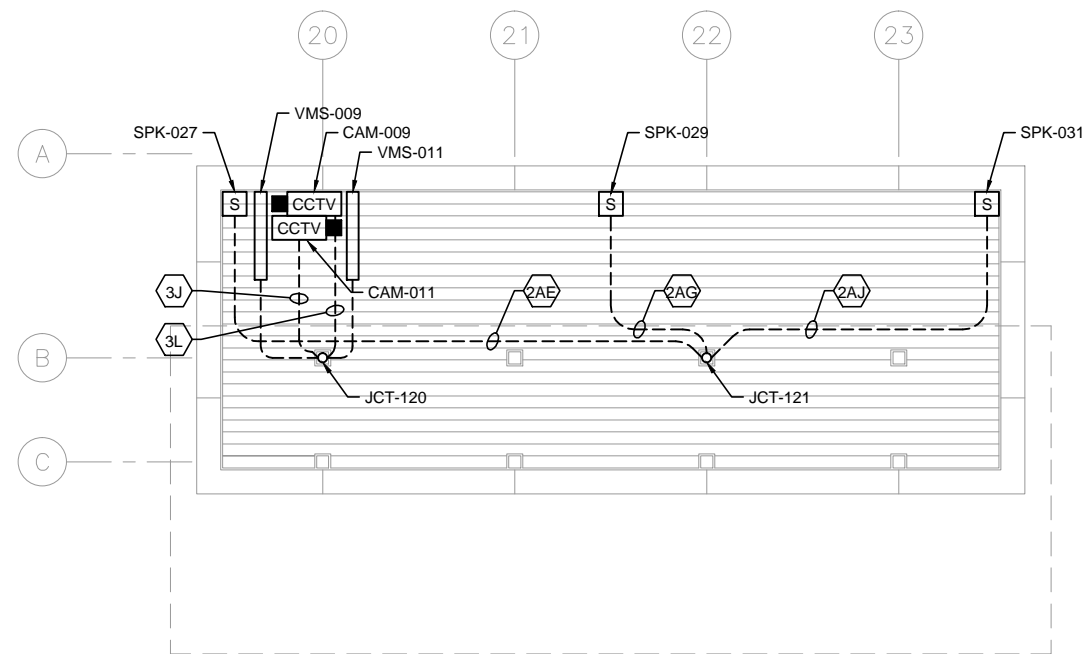 20 21 22 23
VMS-009
SPK-027 CAM-009 SPK-029 SPK-031
VMS-011
A
S CCTV S S
CCTV
3J CAM-011 2AE 2AG 2AJ
3L
B
JCT-120 JCT-121
C